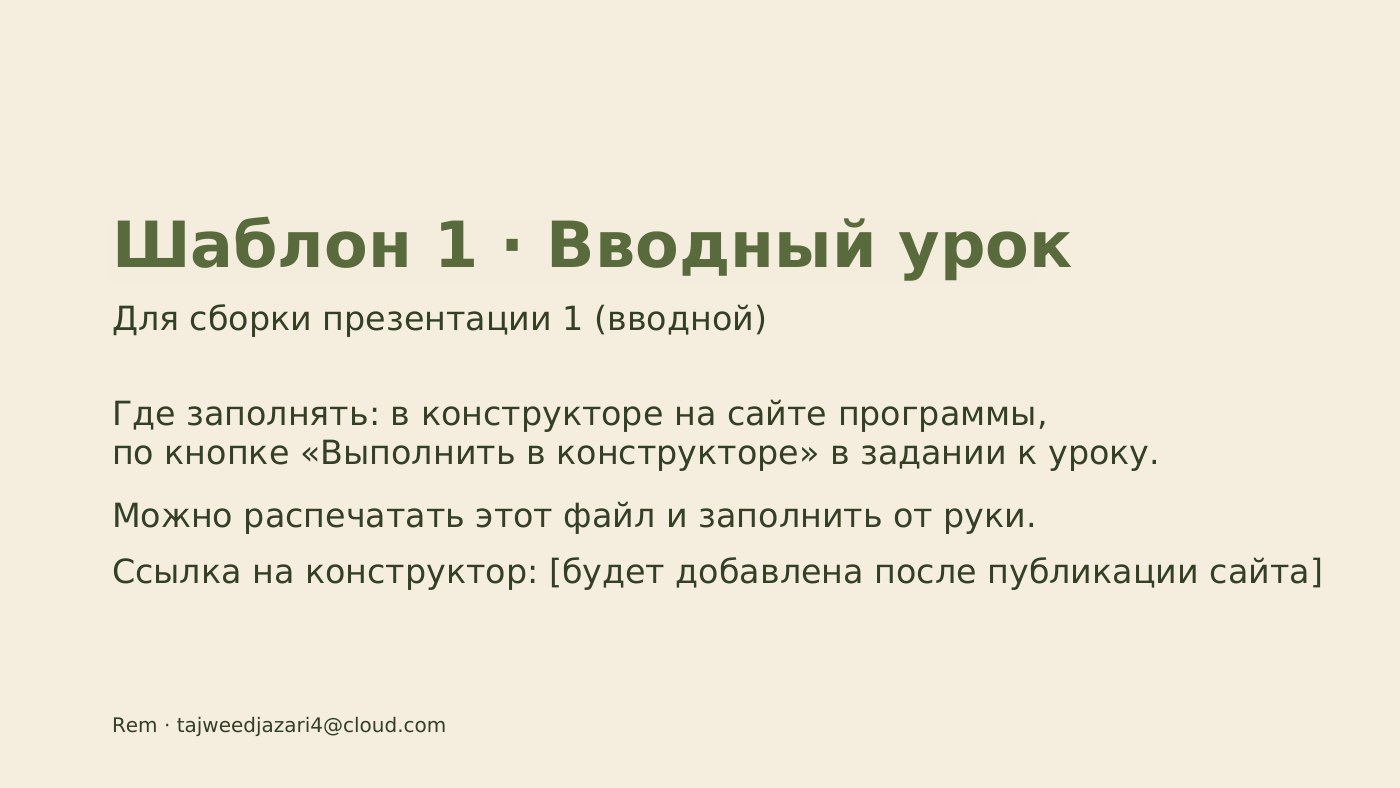 Шаблон 1 · Вводный урок
Для сборки презентации 1 (вводной)
Где заполнять: в конструкторе на сайте программы,
по кнопке «Выполнить в конструкторе» в задании к уроку.
Можно распечатать этот файл и заполнить от руки.
Ссылка на конструктор: [будет добавлена после публикации сайта]
Rem · tajweedjazari4@cloud.com